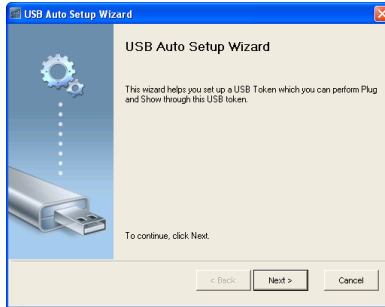 USB Auto Setup Wizard
USB Auto Setup Wizard
This wizard helps you set up a USB Token which you can perform Plug
and Show through this USB token.
To continue, click Next.
< Back
Next >
Cancel